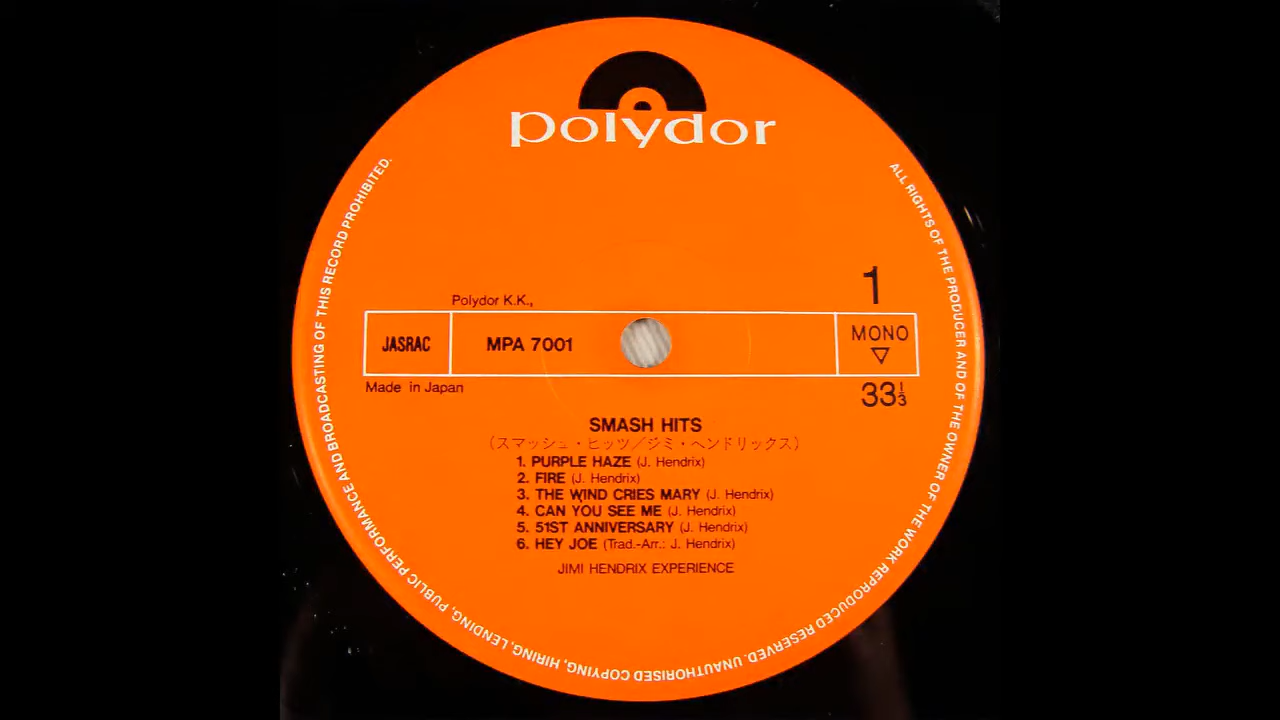 polydor
ALL RIGHTS OF THE PRODUCER AND OF THE OWNER OF THE WORK REPRODUCED RESERVED. UNAUTHORISED COPYING, HIRING, LENDING, PUBLIC PERFORMANCE AND BROADCASTING OF THIS RECORD PROHIBITED.
1
Polydor K.K.,
JASRAC MPA 7001 MONO
Made in Japan
33 1/3
SMASH HITS
(スマッシュ・ヒッツ/ジミ・ヘンドリックス)
1. PURPLE HAZE (J. Hendrix)
2. FIRE (J. Hendrix)
3. THE WIND CRIES MARY (J. Hendrix)
4. CAN YOU SEE ME (J. Hendrix)
5. 51ST ANNIVERSARY (J. Hendrix)
6. HEY JOE (Trad.-Arr.: J. Hendrix)
JIMI HENDRIX EXPERIENCE